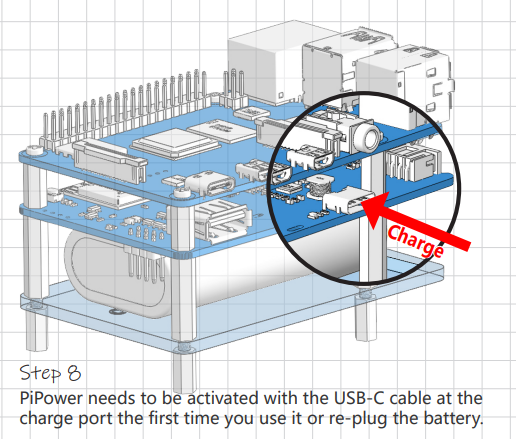 Charge
Step 8
PiPower needs to be activated with the USB-C cable at the
charge port the first time you use it or re-plug the battery.